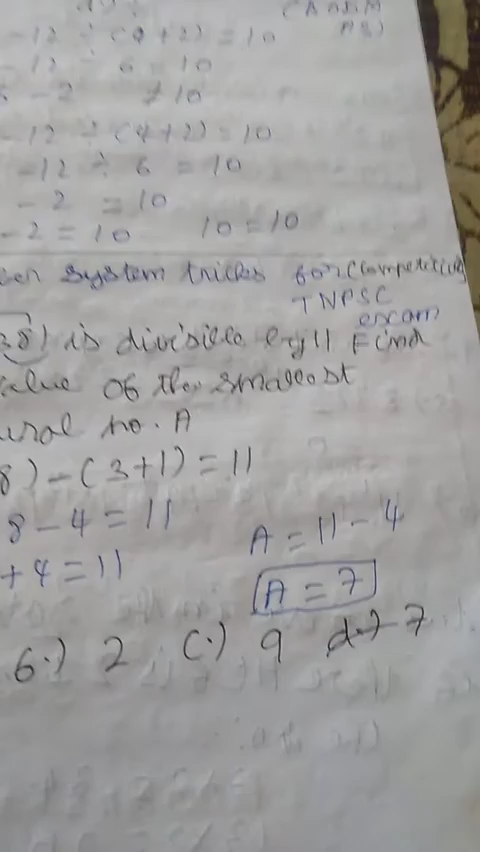 -12 ÷ (4+2) = 10
-12 ÷ 6 = 10
- 2 ≠ 10
-12 ÷ (4+2) = 10
-12 ÷ 6 = 10
- 2 = 10
- 2 = 10 10 = 10
system tricks for competitive
TNPSC
exam
38) is divisible by 11 Find
value of the smallest
no. A
8) - (3+1) = 11
8 - 4 = 11
A = 11 - 4
+ 4 = 11
A = 7
b.) 2 c.) 9 d.) 7